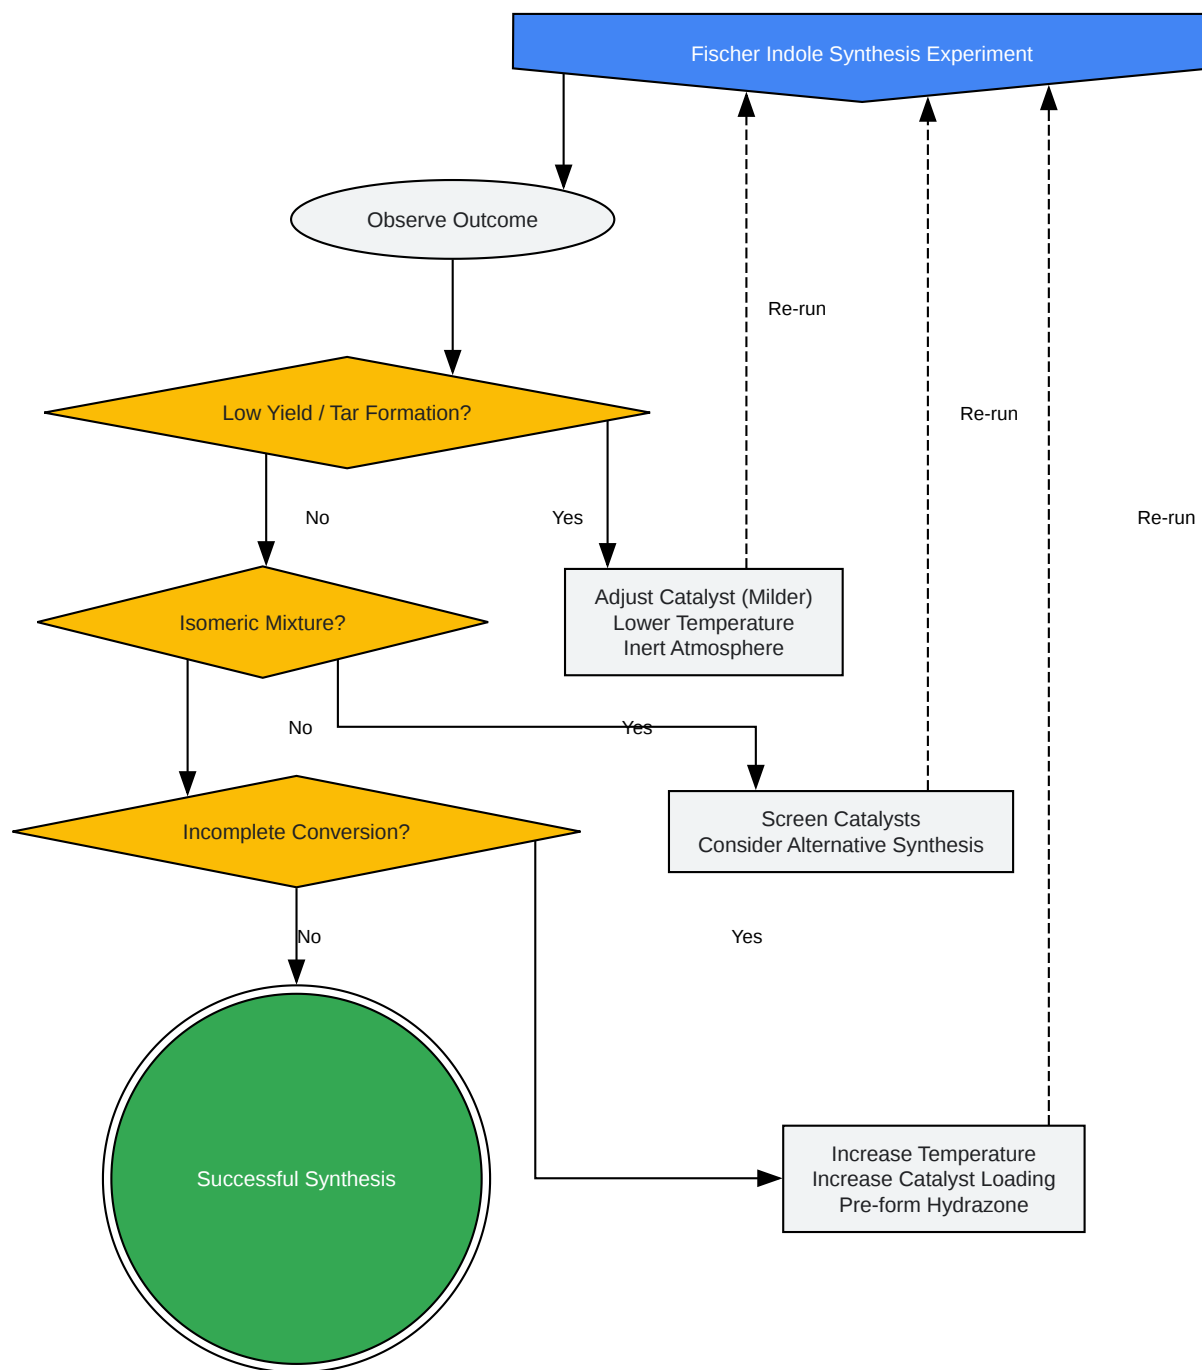 Fischer Indole Synthesis Experiment
Observe Outcome
Re-run
Low Yield / Tar Formation?
Re-run
No
Yes
Re-run
Adjust Catalyst (Milder)
Lower Temperature
Inert Atmosphere
Isomeric Mixture?
No
Yes
Screen Catalysts
Consider Alternative Synthesis
Incomplete Conversion?
No
Yes
Successful Synthesis
Increase Temperature
Increase Catalyst Loading
Pre-form Hydrazone